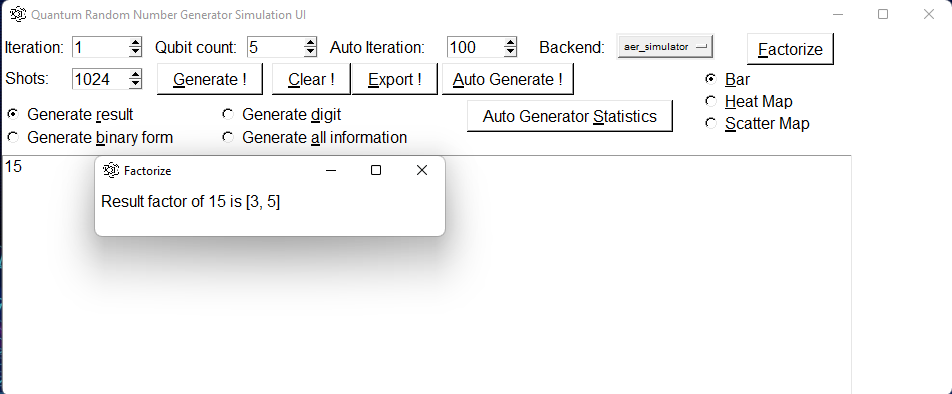 Quantum Random Number Generator Simulation UI
Iteration: 1 Qubit count: 5 Auto Iteration: 100 Backend: aer_simulator Factorize
Shots: 1024 Generate ! Clear ! Export ! Auto Generate ! Bar
Generate result Generate digit Auto Generator Statistics Heat Map
Generate binary form Generate all information Scatter Map
15
Factorize
Result factor of 15 is [3, 5]